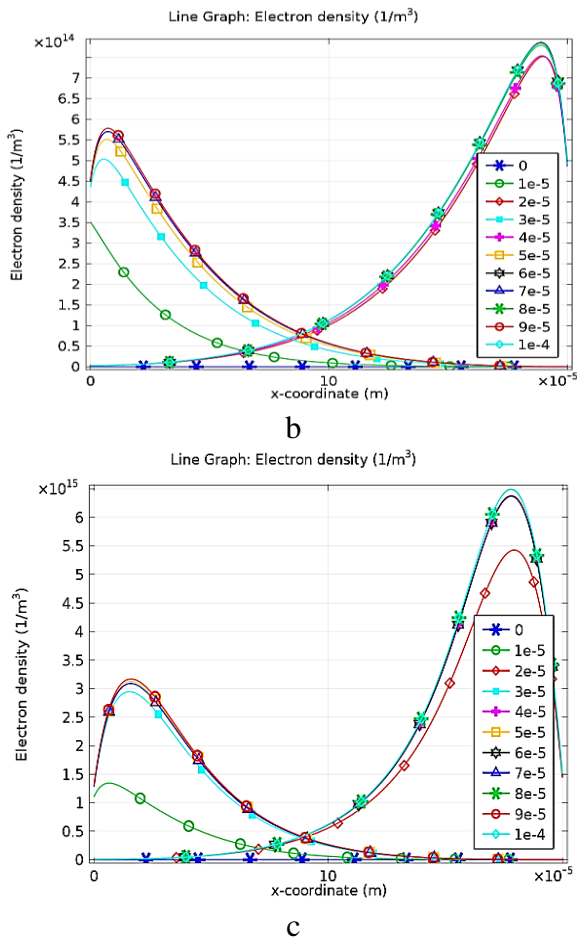 Line Graph: Electron density (1/m³)
×10¹⁴
7
6.5
6
5.5
5
4.5
4
3.5
3
2.5
2
1.5
1
0.5
0
Electron density (1/m³)
0
1e-5
2e-5
3e-5
4e-5
5e-5
6e-5
7e-5
8e-5
9e-5
1e-4
0 10 ×10⁻⁵
x-coordinate (m)
b
Line Graph: Electron density (1/m³)
×10¹⁵
6
5.5
5
4.5
4
3.5
3
2.5
2
1.5
1
0.5
0
Electron density (1/m³)
0
1e-5
2e-5
3e-5
4e-5
5e-5
6e-5
7e-5
8e-5
9e-5
1e-4
0 10 ×10⁻⁵
x-coordinate (m)
c